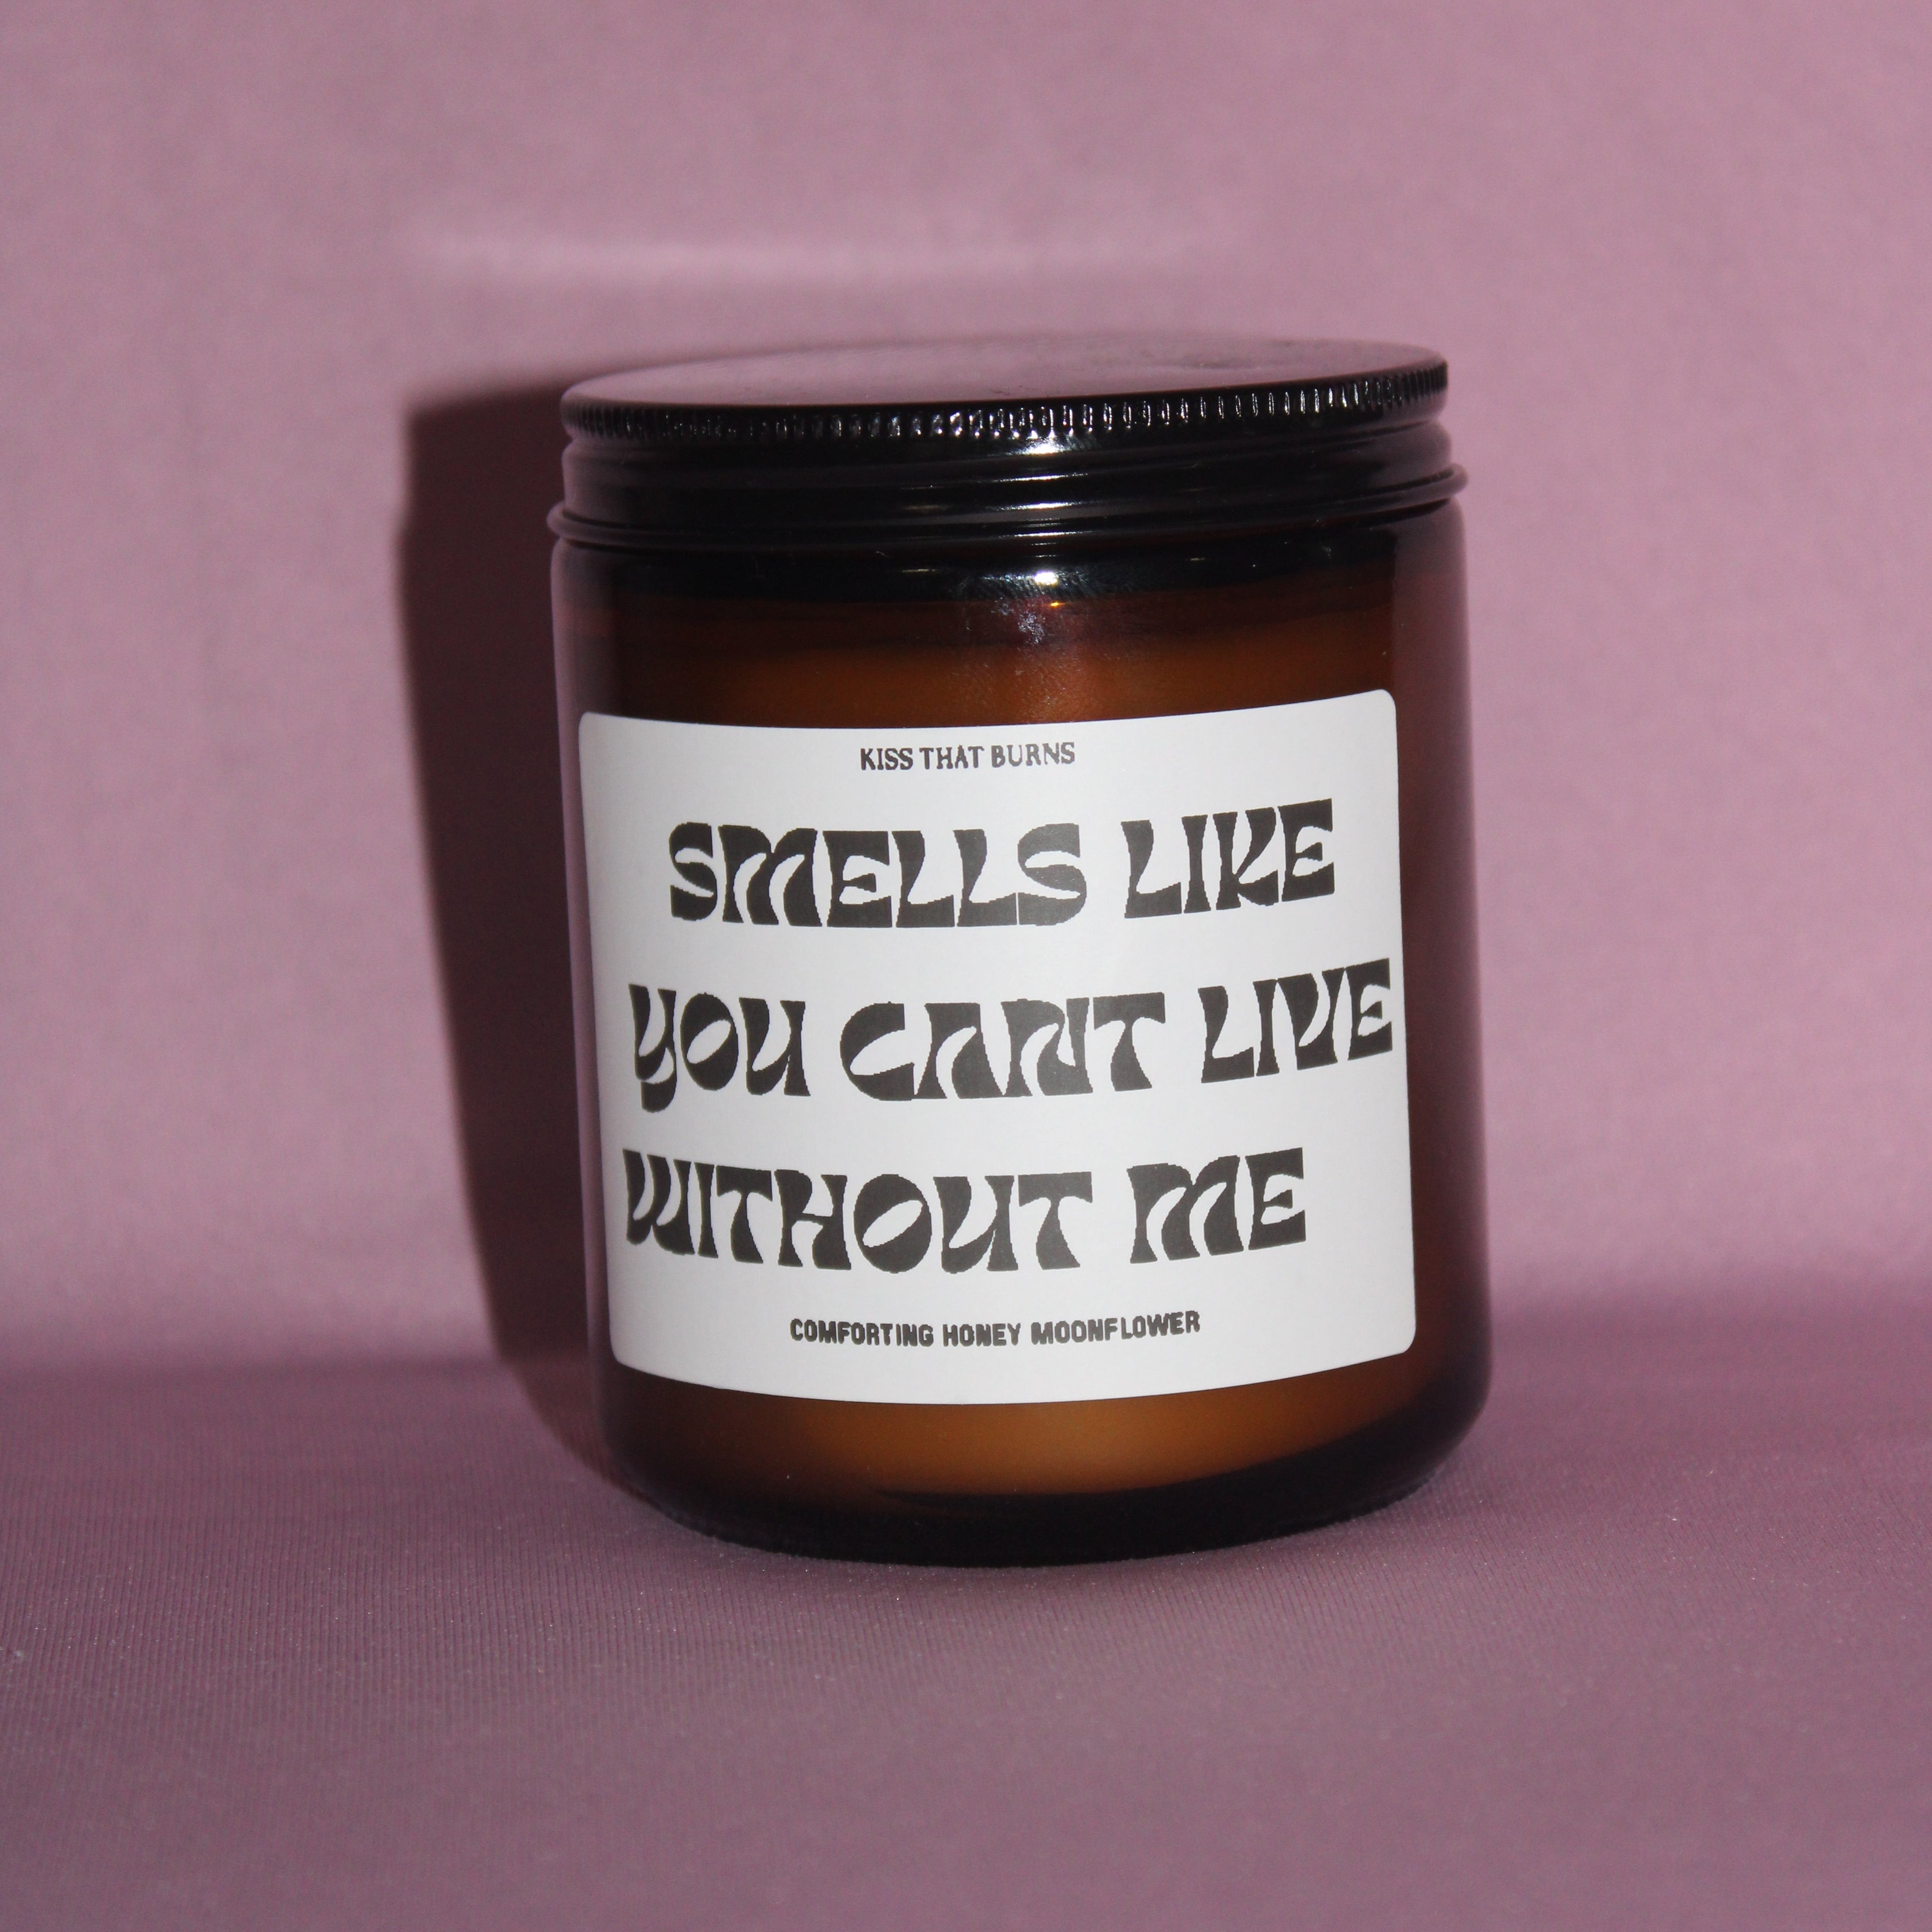 KISS THAT BURNS
SMELLS LIKE
YOU CANT LIVE
WITHOUT ME
COMFORTING HONEY MOONFLOWER